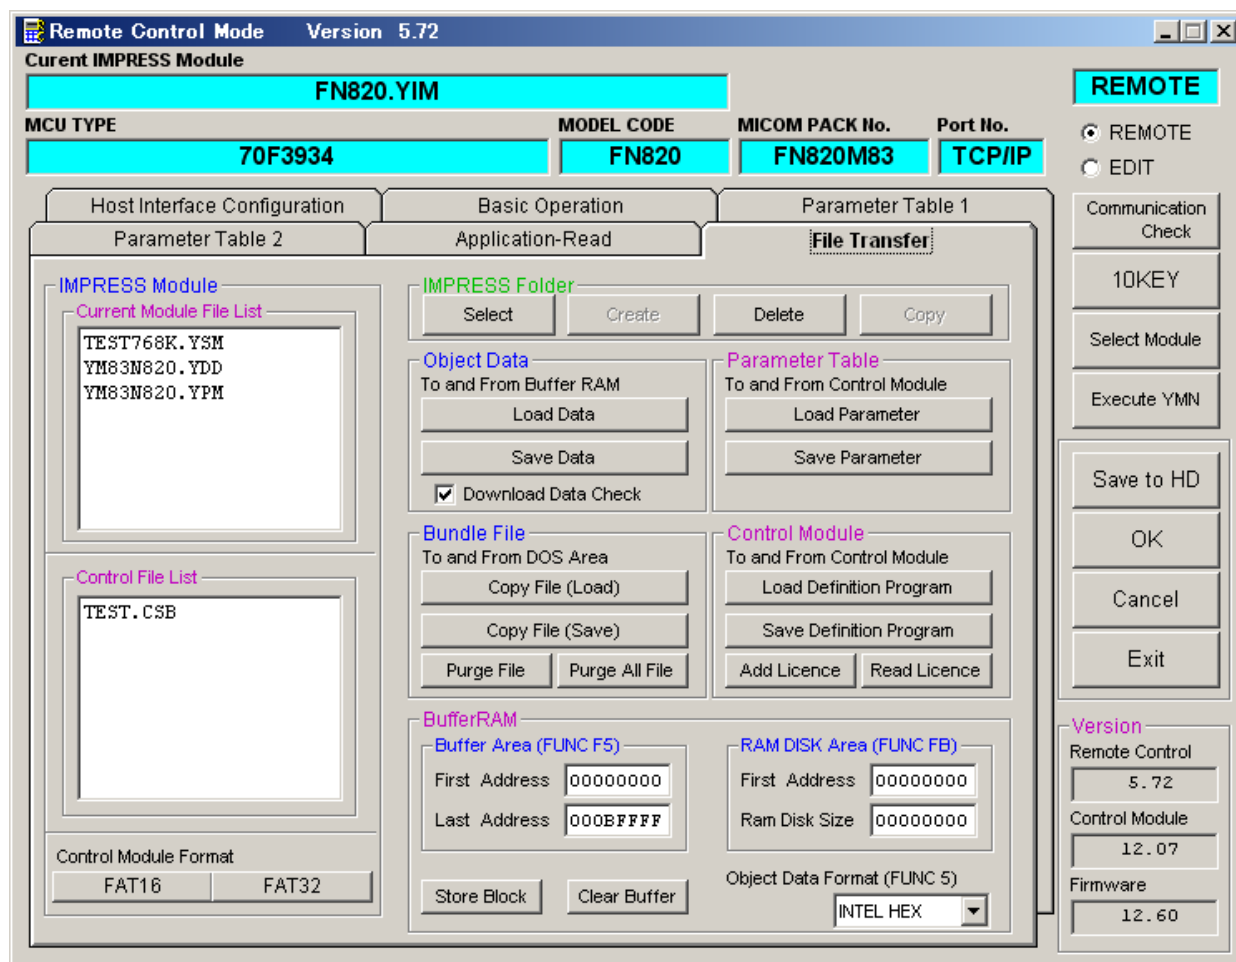 Remote Control Mode Version 5.72
Curent IMPRESS Module
FN820.YIM
MCU TYPE MODEL CODE MICOM PACK No. Port No.
70F3934 FN820 FN820M83 TCP/IP
REMOTE
REMOTE
EDIT
Host Interface Configuration Basic Operation Parameter Table 1
Parameter Table 2 Application-Read File Transfer
IMPRESS Module
Current Module File List
TEST768K.YSM
YM83N820.YDD
YM83N820.YPM
Control File List
TEST.CSB
Control Module Format
FAT16 FAT32
IMPRESS Folder
Select Create Delete Copy
Object Data
To and From Buffer RAM
Load Data
Save Data
Download Data Check
Parameter Table
To and From Control Module
Load Parameter
Save Parameter
Bundle File
To and From DOS Area
Copy File (Load)
Copy File (Save)
Purge File Purge All File
Control Module
To and From Control Module
Load Definition Program
Save Definition Program
Add Licence Read Licence
BufferRAM
Buffer Area (FUNC F5)
First Address 00000000
Last Address 000BFFFF
RAM DISK Area (FUNC FB)
First Address 00000000
Ram Disk Size 00000000
Store Block Clear Buffer
Object Data Format (FUNC 5)
INTEL HEX
Communication
Check
10KEY
Select Module
Execute YMN
Save to HD
OK
Cancel
Exit
Version
Remote Control
5.72
Control Module
12.07
Firmware
12.60